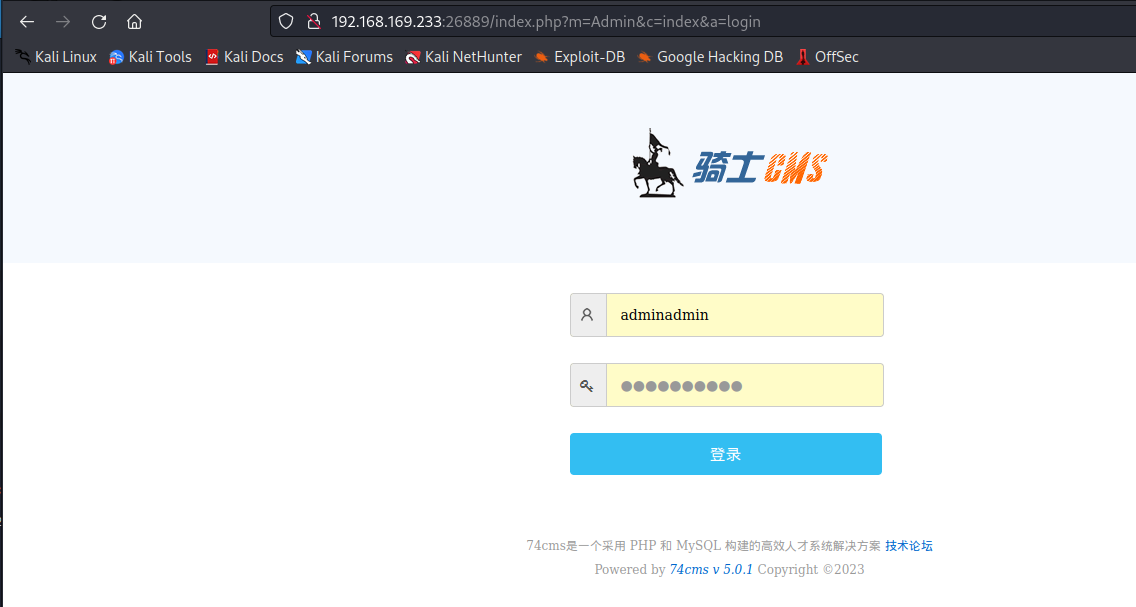 192.168.169.233:26889/index.php?m=Admin&c=index&a=login
Kali Linux Kali Tools Kali Docs Kali Forums Kali NetHunter Exploit-DB Google Hacking DB OffSec
骑士CMS
adminadmin
登录
74cms是一个采用 PHP 和 MySQL 构建的高效人才系统解决方案 技术论坛
Powered by 74cms v 5.0.1 Copyright ©2023